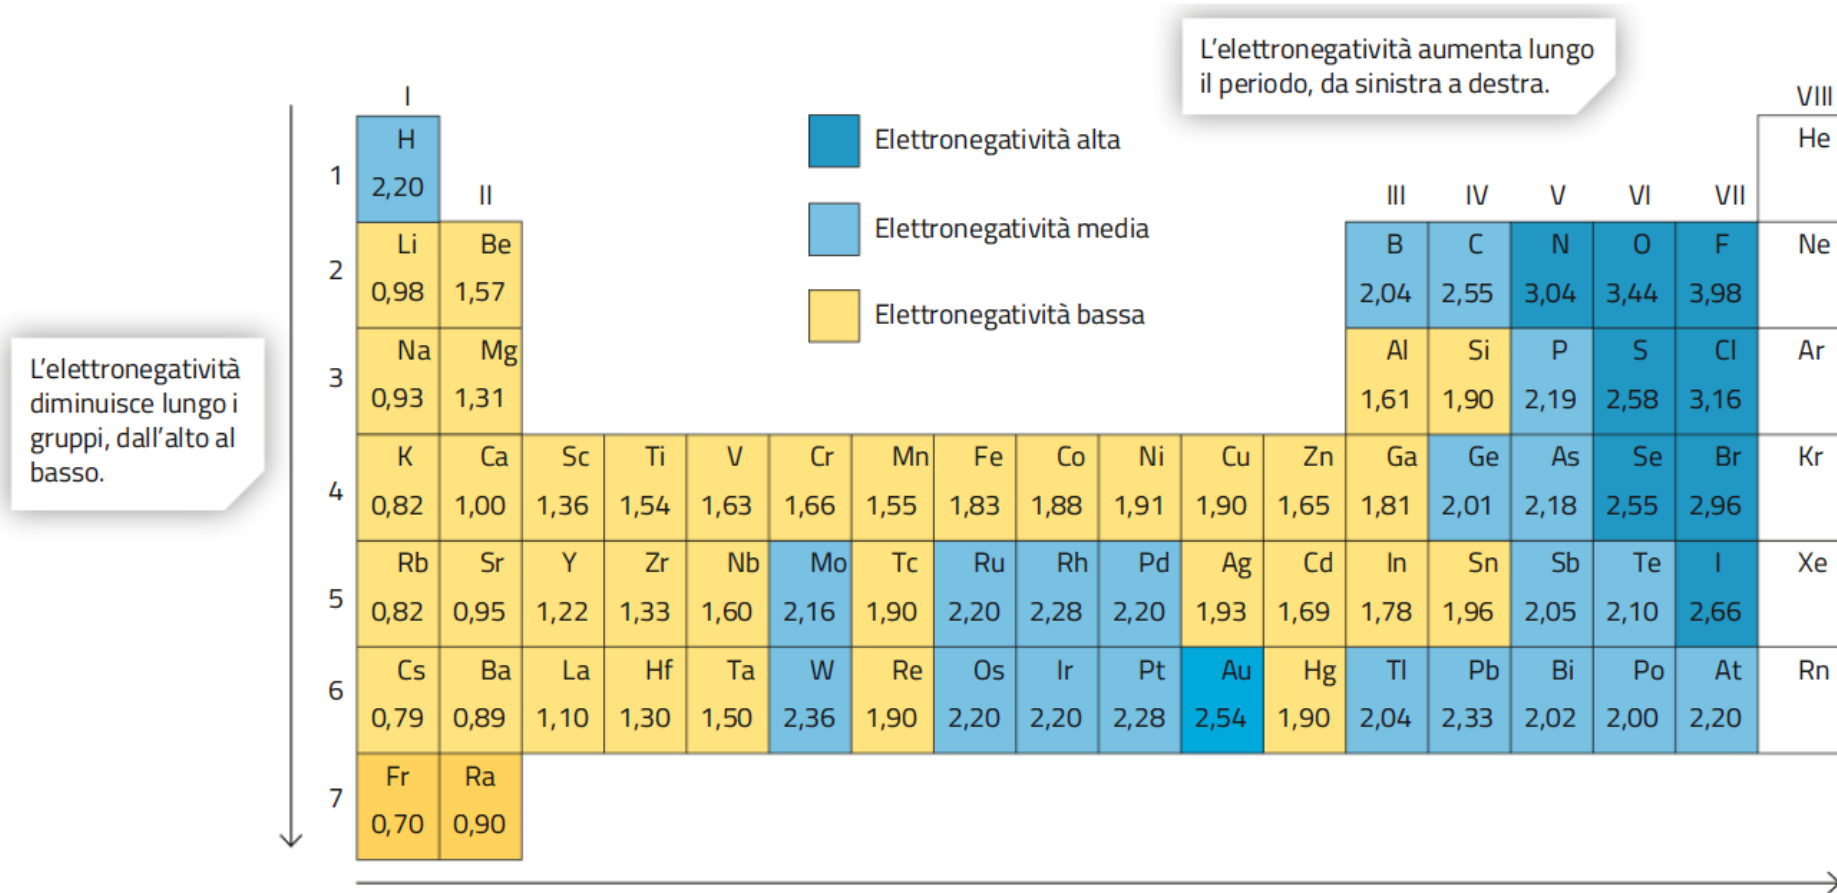 L'elettronegatività aumenta lungo
il periodo, da sinistra a destra.
I
VIII
H
He
Elettronegatività alta
1
2,20
II
III IV V VI VII
Elettronegatività media
Li Be B C N O F Ne
2
0,98 1,57 2,04 2,55 3,04 3,44 3,98
Elettronegatività bassa
Na Mg Al Si P S Cl Ar
L'elettronegatività
diminuisce lungo i
gruppi, dall'alto al
basso.
3
0,93 1,31 1,61 1,90 2,19 2,58 3,16
K Ca Sc Ti V Cr Mn Fe Co Ni Cu Zn Ga Ge As Se Br Kr
4
0,82 1,00 1,36 1,54 1,63 1,66 1,55 1,83 1,88 1,91 1,90 1,65 1,81 2,01 2,18 2,55 2,96
Rb Sr Y Zr Nb Mo Tc Ru Rh Pd Ag Cd In Sn Sb Te I Xe
5
0,82 0,95 1,22 1,33 1,60 2,16 1,90 2,20 2,28 2,20 1,93 1,69 1,78 1,96 2,05 2,10 2,66
Cs Ba La Hf Ta W Re Os Ir Pt Au Hg Tl Pb Bi Po At Rn
6
0,79 0,89 1,10 1,30 1,50 2,36 1,90 2,20 2,20 2,28 2,54 1,90 2,04 2,33 2,02 2,00 2,20
Fr Ra
7
0,70 0,90